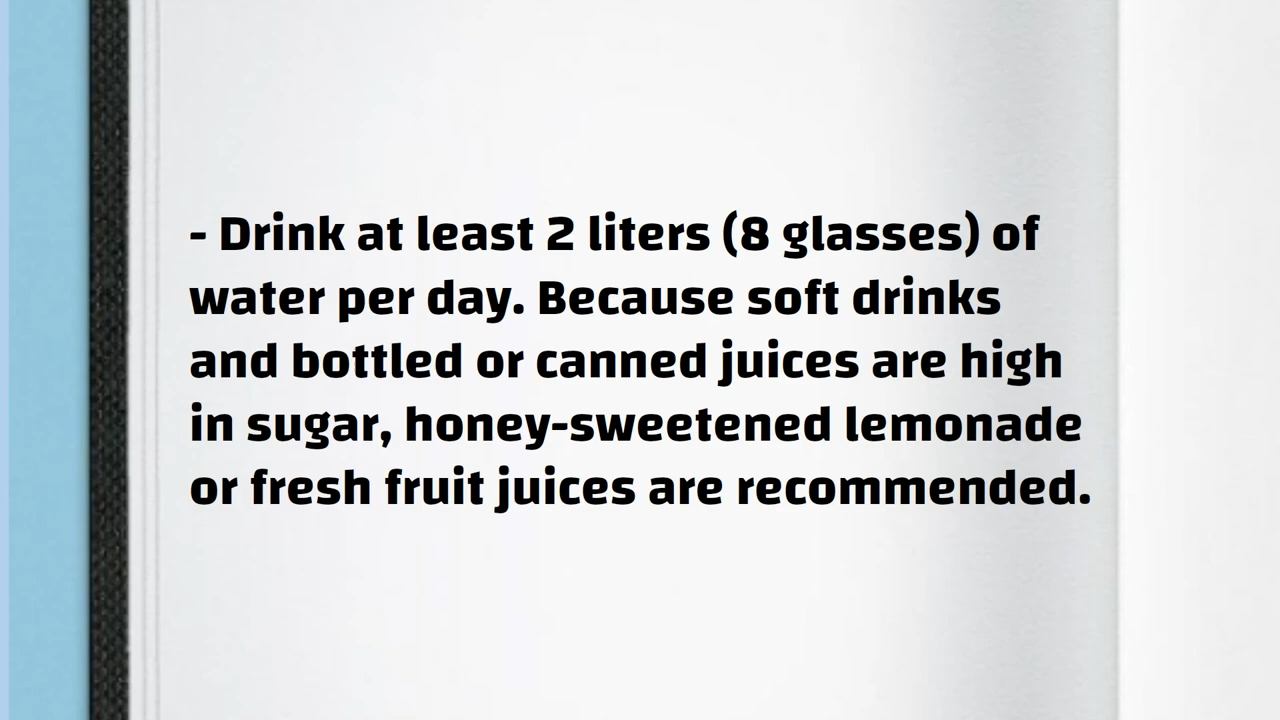 - Drink at least 2 liters (8 glasses) of
water per day. Because soft drinks
and bottled or canned juices are high
in sugar, honey-sweetened lemonade
or fresh fruit juices are recommended.